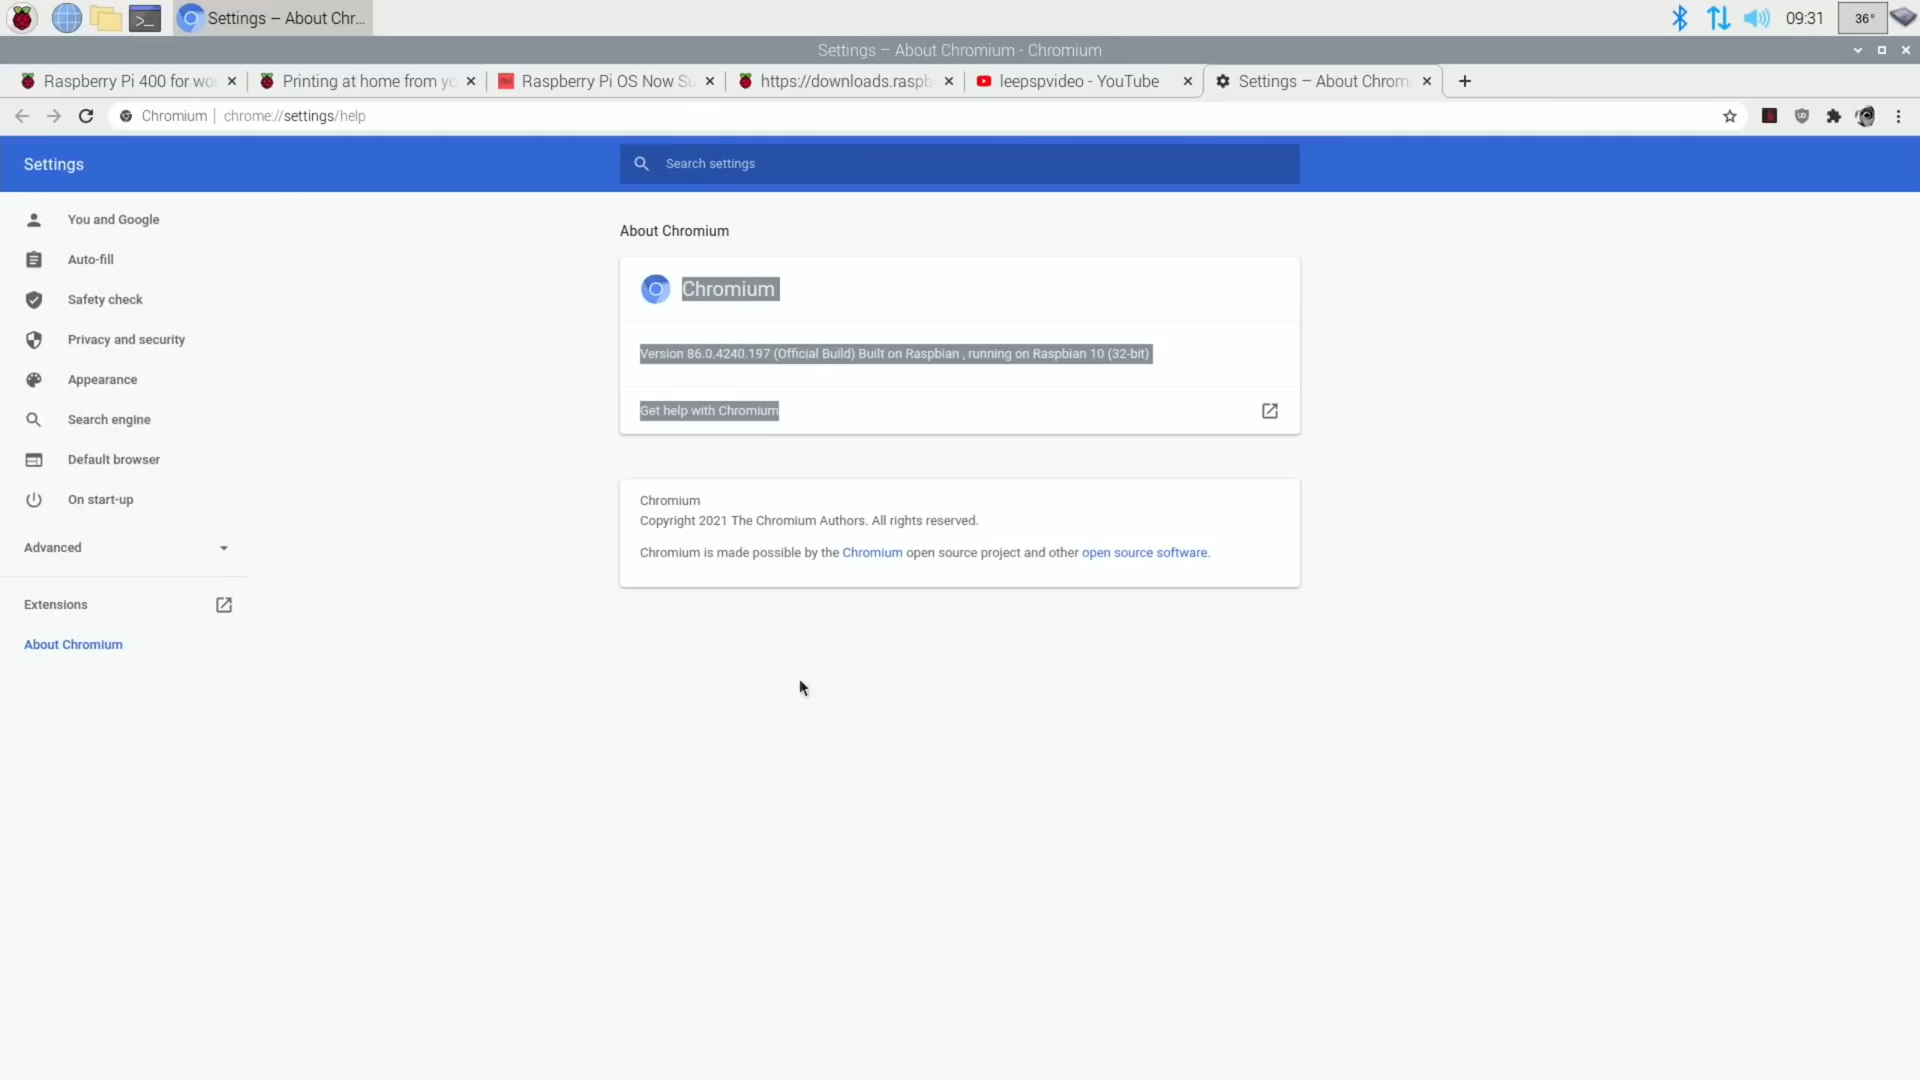 Settings – About Chr...
09:31
36°
Settings – About Chromium - Chromium
Raspberry Pi 400 for wo
Printing at home from yo
Raspberry Pi OS Now Su
https://downloads.raspb
leepspvideo - YouTube
Settings – About Chrom
Chromium
chrome://settings/help
Settings
Search settings
You and Google
Auto-fill
Safety check
Privacy and security
Appearance
Search engine
Default browser
On start-up
Advanced
Extensions
About Chromium
About Chromium
Chromium
Version 86.0.4240.197 (Official Build) Built on Raspbian , running on Raspbian 10 (32-bit)
Get help with Chromium
Chromium
Copyright 2021 The Chromium Authors. All rights reserved.
Chromium is made possible by the Chromium open source project and other open source software.